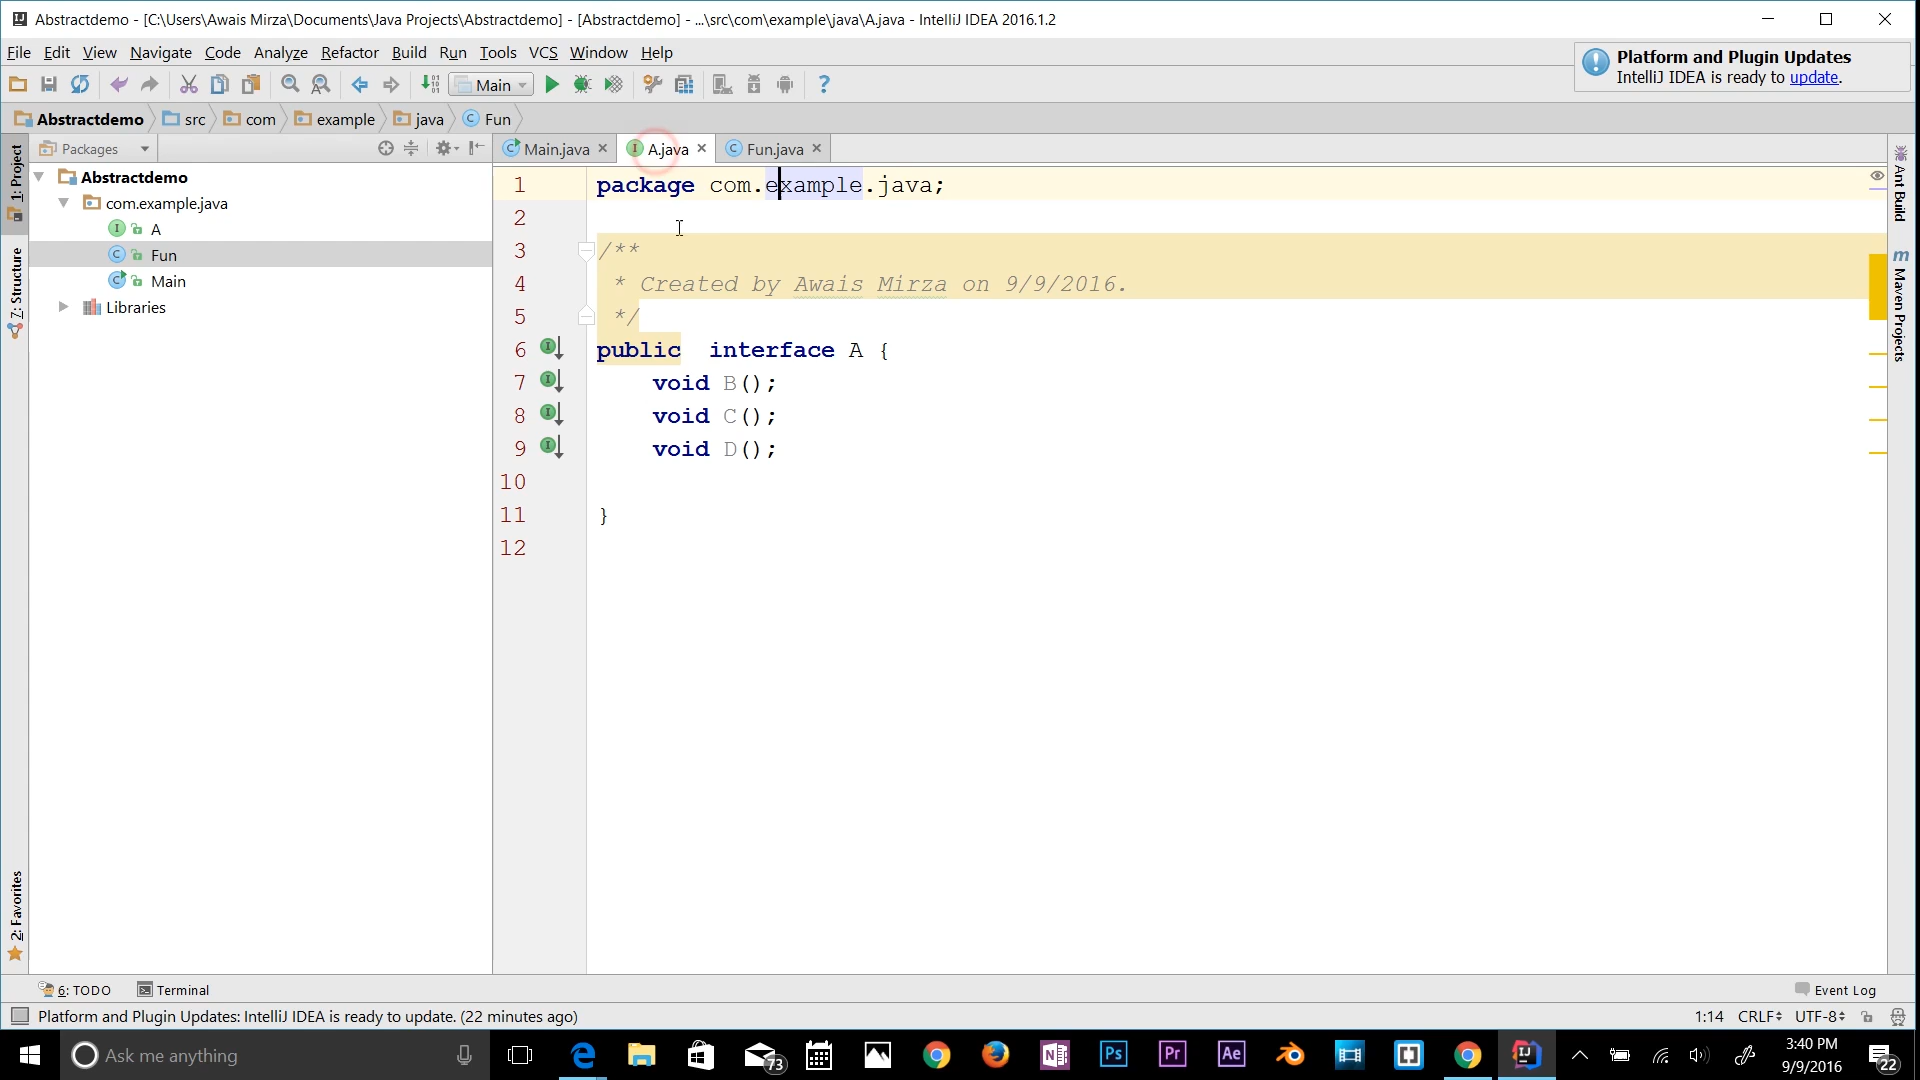 Abstractdemo - [C:\Users\Awais Mirza\Documents\Java Projects\Abstractdemo] - [Abstractdemo] - ...\src\com\example\java\A.java - IntelliJ IDEA 2016.1.2
File Edit View Navigate Code Analyze Refactor Build Run Tools VCS Window Help
Platform and Plugin Updates
IntelliJ IDEA is ready to update.
Main
Abstractdemo src com example java Fun
Packages
Main.java A.java Fun.java
1: Project
7: Structure
2: Favorites
Abstractdemo
com.example.java
A
Fun
Main
Libraries
1 package com.example.java;
2
3 /**
4 * Created by Awais Mirza on 9/9/2016.
5 */
6 public interface A {
7 void B();
8 void C();
9 void D();
10
11 }
12
Ant Build
Maven Projects
6: TODO Terminal Event Log
Platform and Plugin Updates: IntelliJ IDEA is ready to update. (22 minutes ago) 1:14 CRLF UTF-8
Ask me anything
73
N
Ps
Pr
Ae
IJ
3:40 PM
9/9/2016
22